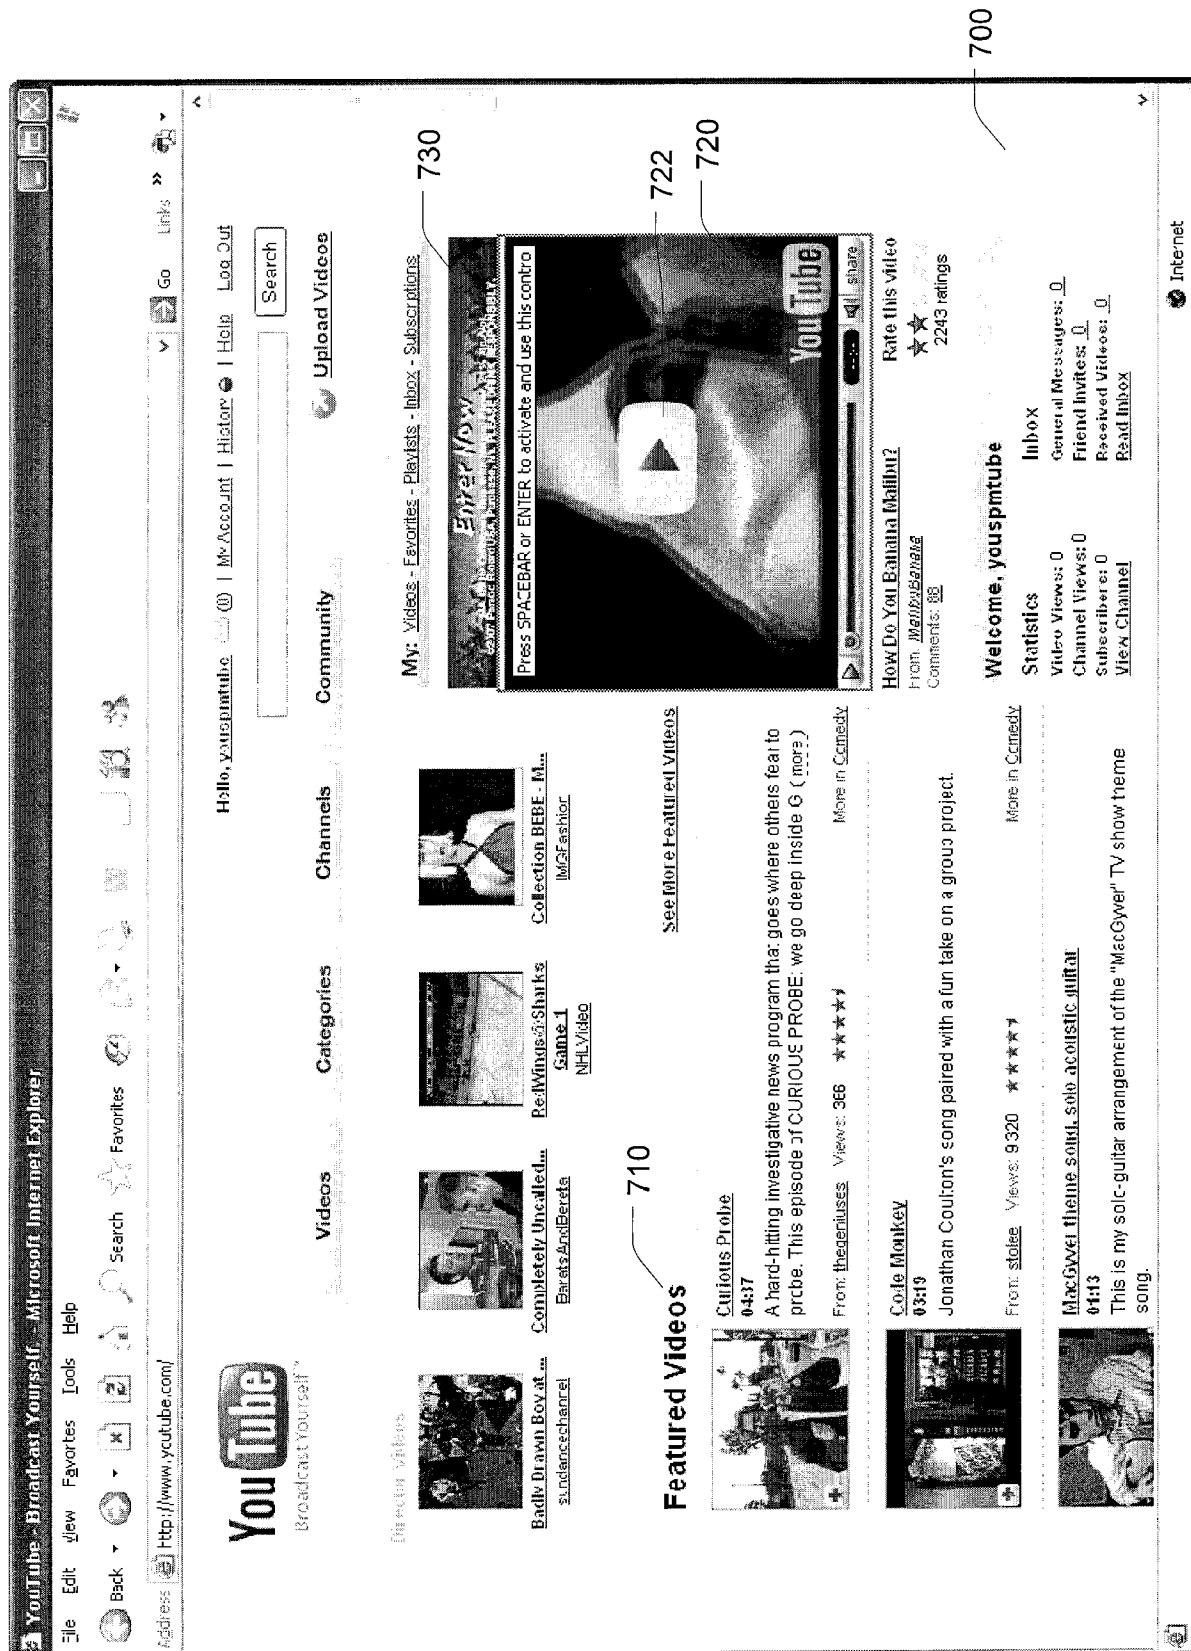 YouTube - Broadcast Yourself. - Microsoft Internet Explorer
File Edit View Favorites Tools Help
Back Search Favorites
Address http://www.youtube.com/ Go Links »
YouTube
Broadcast Yourself™
Hello, youspmtube (0) | My Account | History | Help Log Out
Search
Videos Categories Channels Community Upload Videos
Director Videos
Badly Drawn Boy at ...
sundancechannel
Completely Uncalled...
BaratsAndBereta
RedWings@Sharks
Game 1
NHLVideo
Collection BEBE - M...
IMGFashion
See More Featured Videos
710
Featured Videos
Curious Probe
04:37
A hard-hitting investigative news program that goes where others fear to
probe. This episode of CURIOUS PROBE: we go deep inside G (more)
From: thegeniuses Views: 366
More in Comedy
Code Monkey
03:19
Jonathan Coulton's song paired with a fun take on a group project.
From: stolee Views: 9320
More in Comedy
MacGyver theme song, solo acoustic guitar
01:13
This is my solo-guitar arrangement of the "MacGyver" TV show theme
song.
My: Videos - Favorites - Playlists - Inbox - Subscriptions
730
Enter Now
Press SPACEBAR or ENTER to activate and use this control
722
720
YouTube
share
How Do You Banana Malibu?
From: MalibuBanana
Comments: 88
Rate this video
2243 ratings
700
Welcome, youspmtube
Statistics
Video Views: 0
Channel Views: 0
Subscribers: 0
View Channel
Inbox
General Messages: 0
Friend Invites: 0
Received Videos: 0
Read Inbox
Internet